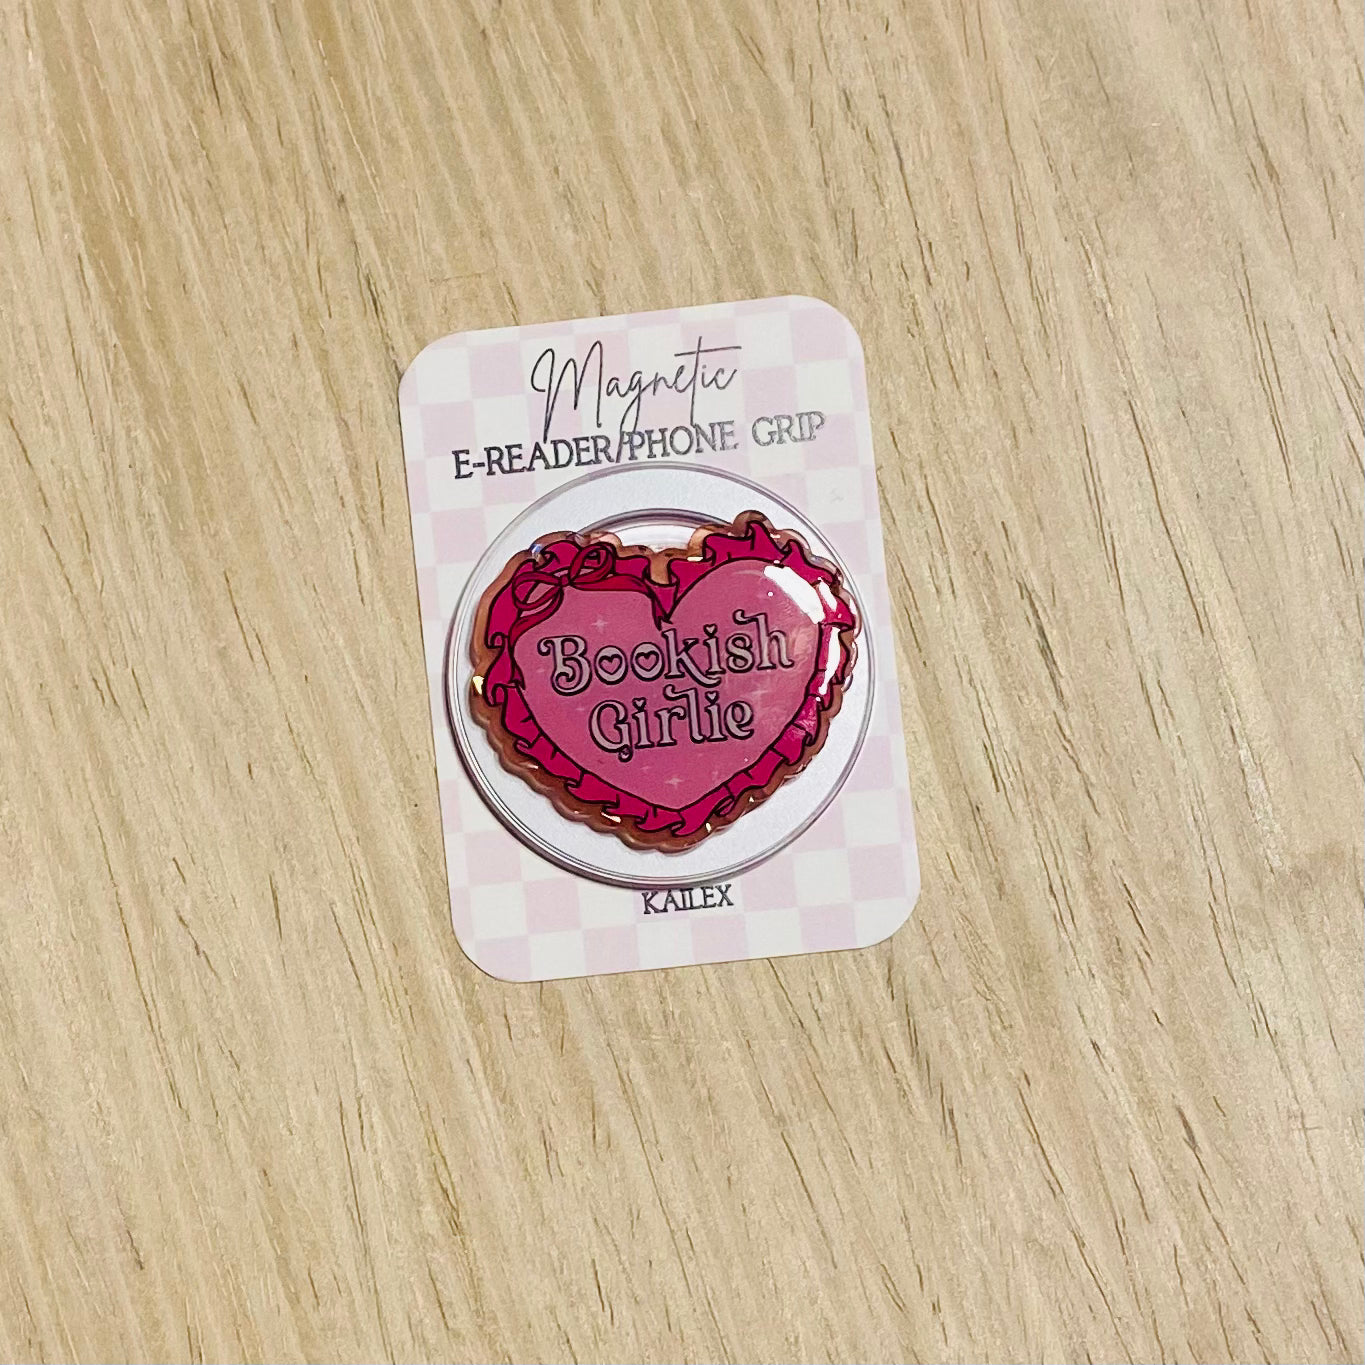 Magnetic
E-READER/PHONE GRIP
Bookish
Girlie
KAILEX